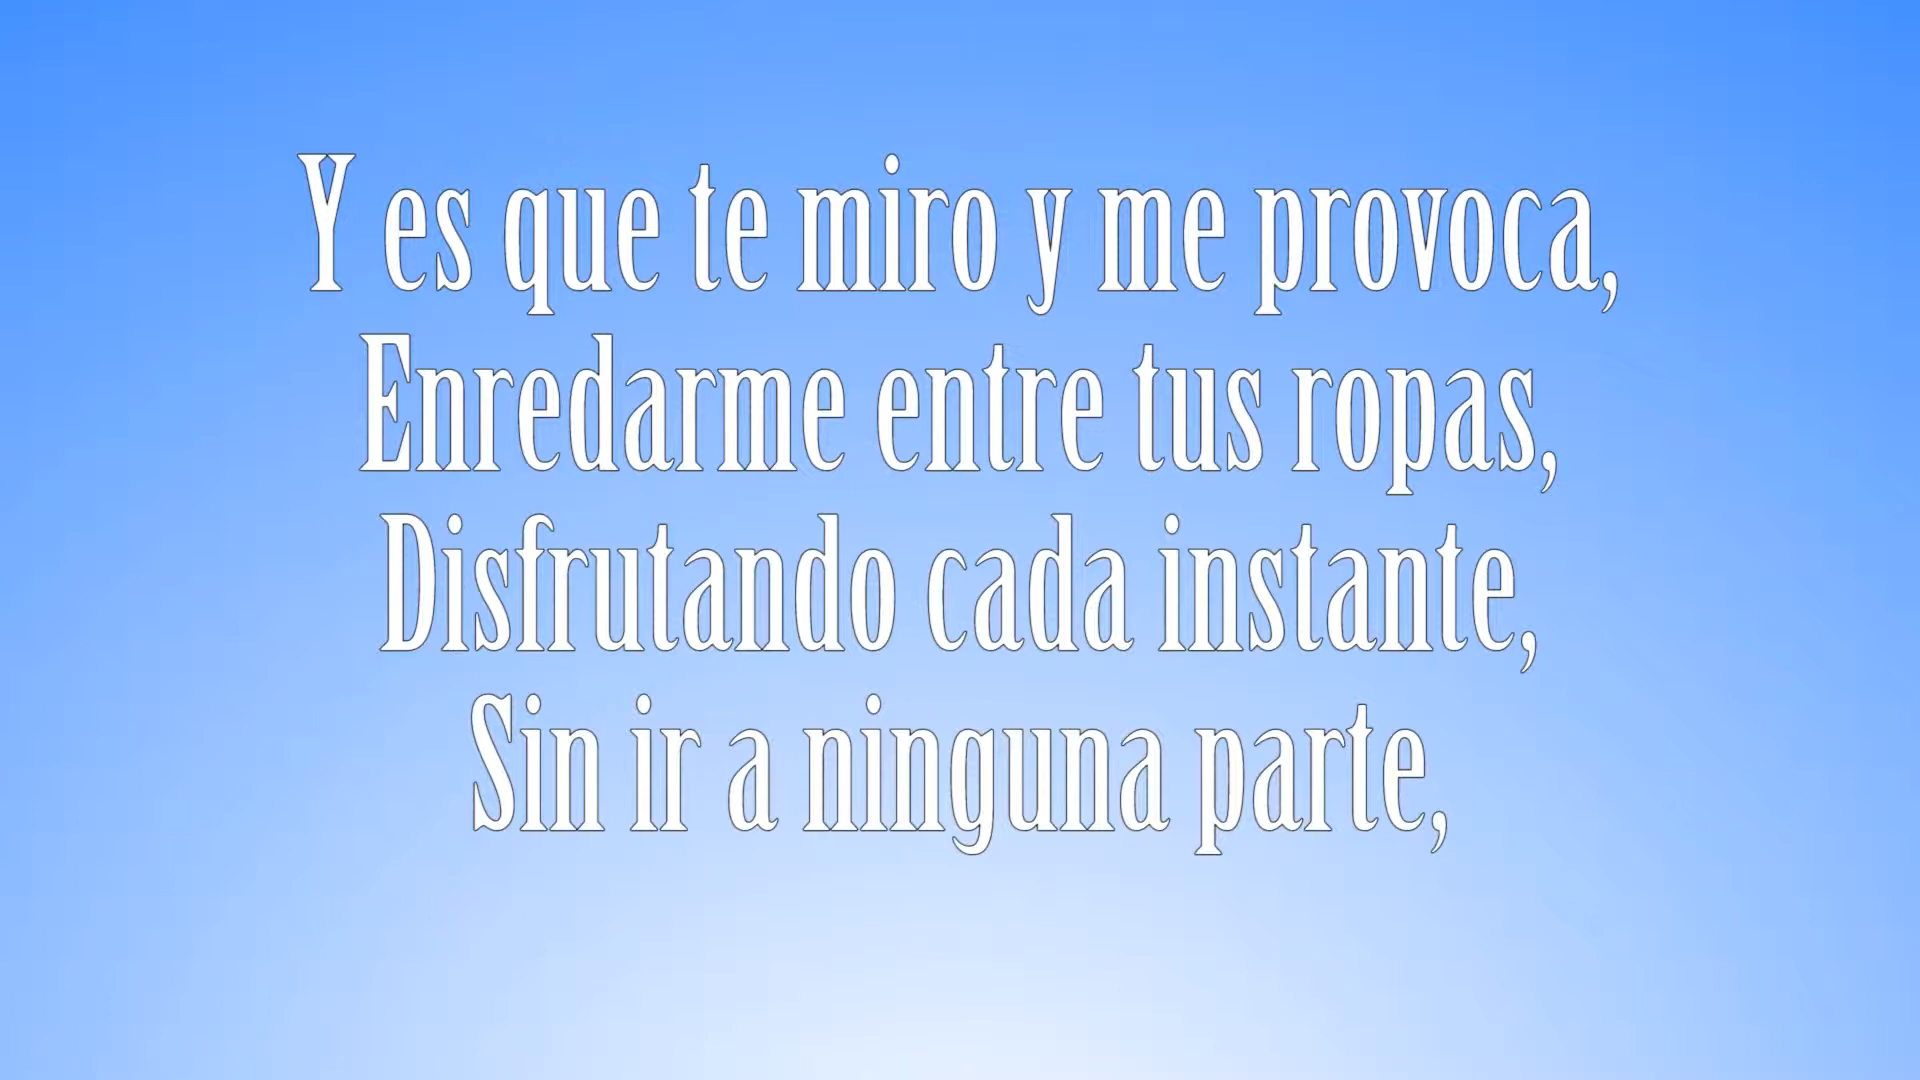 Y es que te miro y me provoca,
Enredarme entre tus ropas,
Disfrutando cada instante,
Sin ir a ninguna parte,